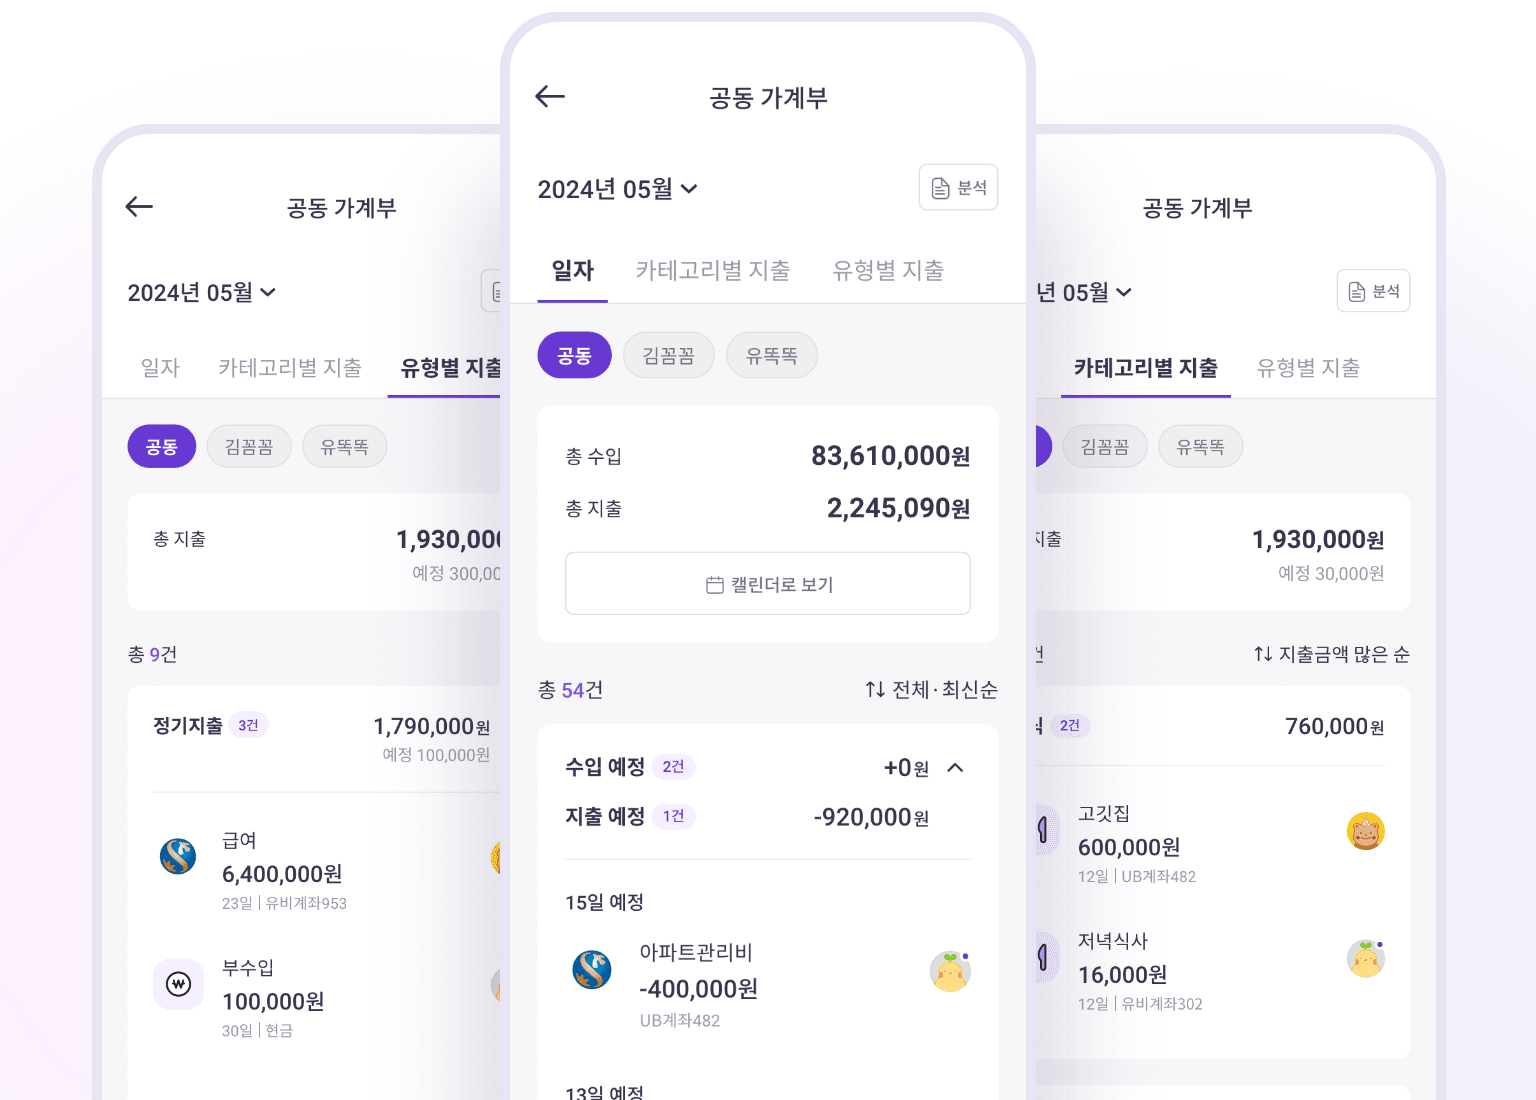 공동 가계부
2024년 05월
일자 카테고리별 지출 유형별 지출
공동 김꼼꼼 유똑똑
총 지출 1,930,000
예정 300,00
총 9건
정기지출 3건 1,790,000원
예정 100,000원
급여
6,400,000원
23일 | 유비계좌953
부수입
100,000원
30일 | 현금
공동 가계부
2024년 05월 분석
일자 카테고리별 지출 유형별 지출
공동 김꼼꼼 유똑똑
총 수입 83,610,000원
총 지출 2,245,090원
캘린더로 보기
총 54건 전체·최신순
수입 예정 2건 +0원
지출 예정 1건 -920,000원
15일 예정
아파트관리비
-400,000원
UB계좌482
13일 예정
공동 가계부
년 05월 분석
카테고리별 지출 유형별 지출
김꼼꼼 유똑똑
지출 1,930,000원
예정 30,000원
건 지출금액 많은 순
2건 760,000원
고깃집
600,000원
12일 | UB계좌482
저녁식사
16,000원
12일 | 유비계좌302